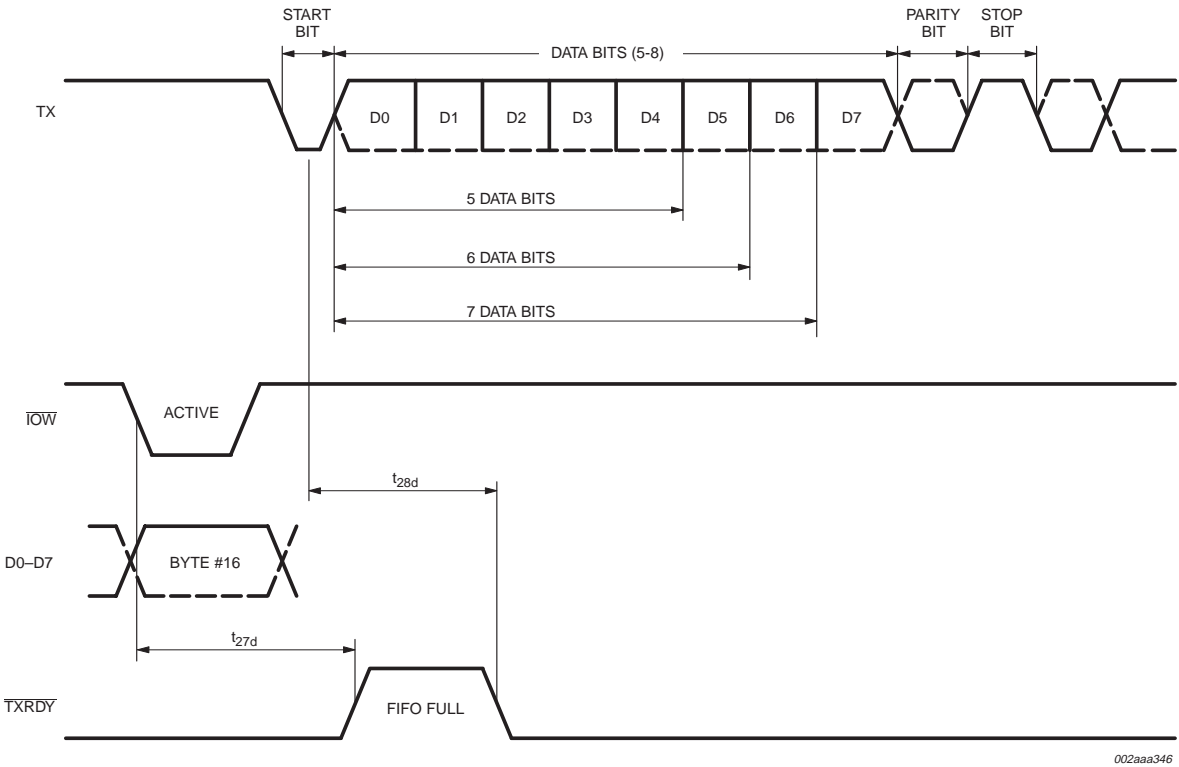 START
BIT
DATA BITS (5-8)
PARITY
BIT
STOP
BIT
TX
D0
D1
D2
D3
D4
D5
D6
D7
5 DATA BITS
6 DATA BITS
7 DATA BITS
IOW
ACTIVE
t28d
D0–D7
BYTE #16
t27d
TXRDY
FIFO FULL
002aaa346